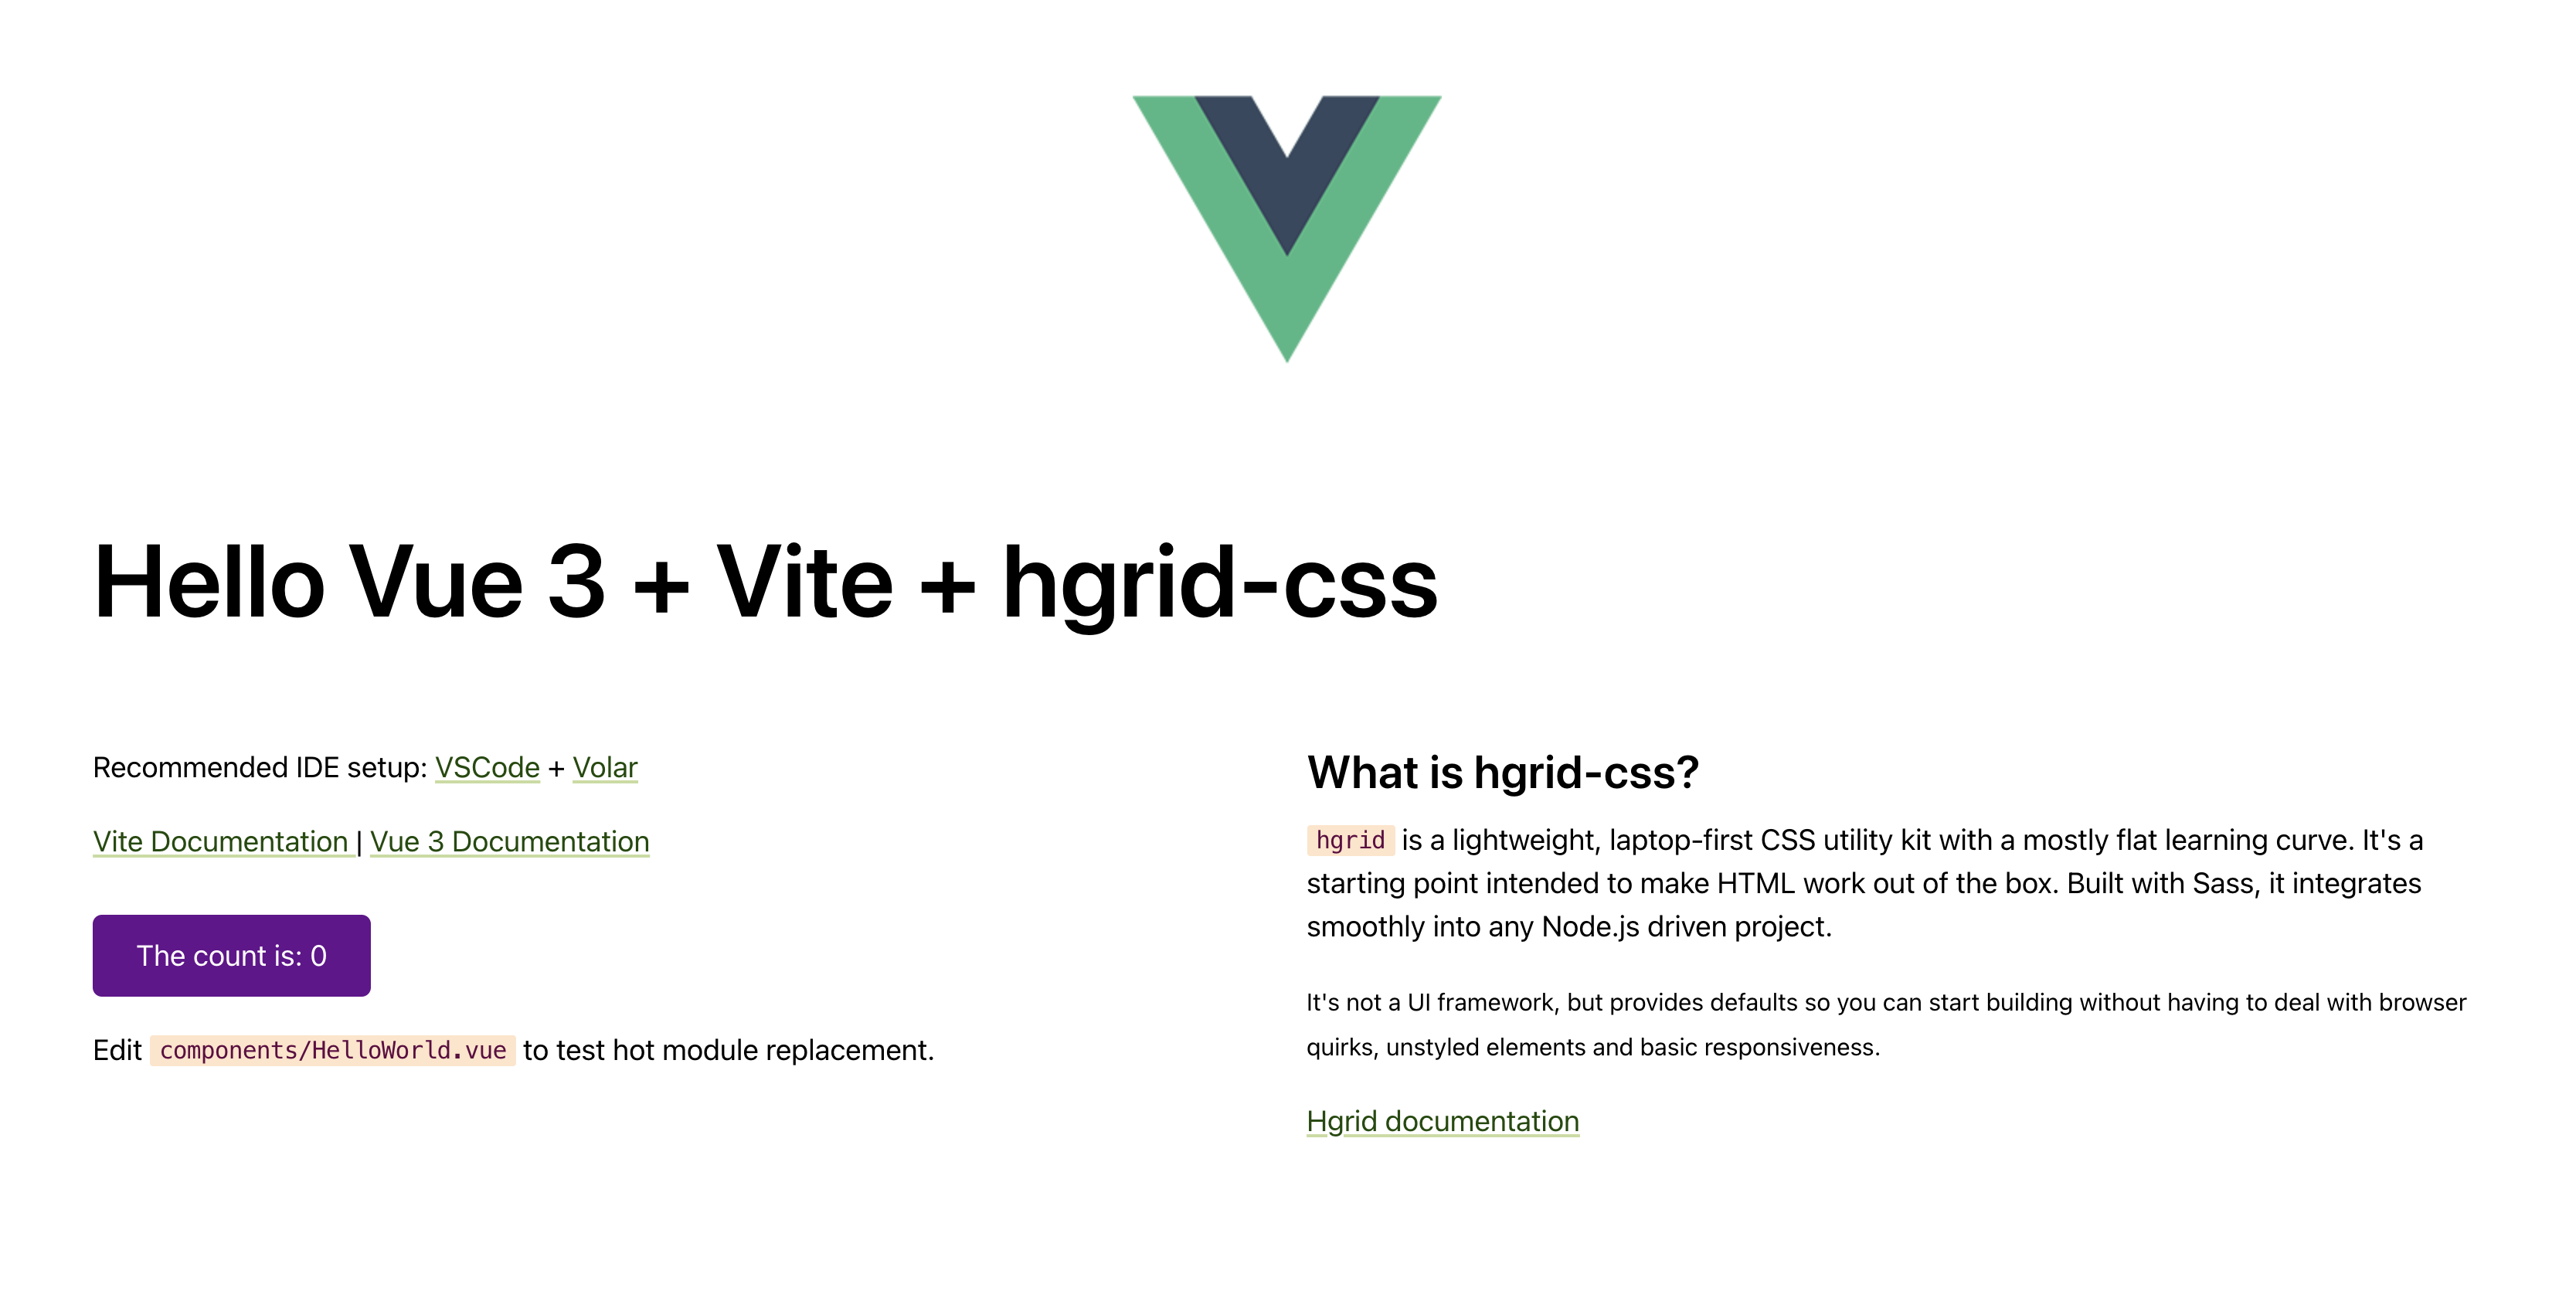 Hello Vue 3 + Vite + hgrid-css
Recommended IDE setup: VSCode + Volar
Vite Documentation | Vue 3 Documentation
The count is: 0
Edit components/HelloWorld.vue to test hot module replacement.
What is hgrid-css?
hgrid is a lightweight, laptop-first CSS utility kit with a mostly flat learning curve. It's a
starting point intended to make HTML work out of the box. Built with Sass, it integrates
smoothly into any Node.js driven project.
It's not a UI framework, but provides defaults so you can start building without having to deal with browser
quirks, unstyled elements and basic responsiveness.
Hgrid documentation